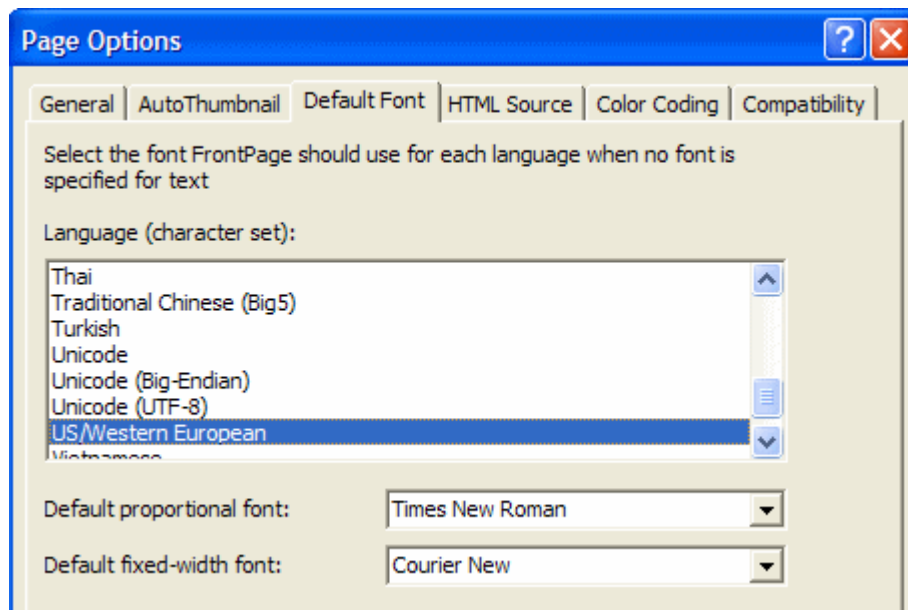 Page Options
General AutoThumbnail Default Font HTML Source Color Coding Compatibility
Select the font FrontPage should use for each language when no font is
specified for text
Language (character set):
Thai
Traditional Chinese (Big5)
Turkish
Unicode
Unicode (Big-Endian)
Unicode (UTF-8)
US/Western European
Vietnamese
Default proportional font: Times New Roman
Default fixed-width font: Courier New